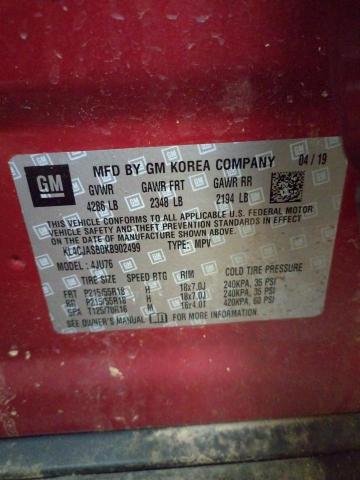 GM
MFD BY GM KOREA COMPANY 04/19
GVWR GAWR FRT GAWR RR
4286 LB 2348 LB 2194 LB
THIS VEHICLE CONFORMS TO ALL APPLICABLE U.S. FEDERAL MOTOR
VEHICLE SAFETY, BUMPER, AND THEFT PREVENTION STANDARDS IN EFFECT
ON THE DATE OF MANUFACTURE SHOWN ABOVE.
KL4CJASB0KB902499 TYPE: MPV
MODEL: 4JU76
TIRE SIZE SPEED RTG RIM COLD TIRE PRESSURE
FRT P215/55R18 H 18x7.0J 240KPA, 35 PSI
RR P215/55R18 H 18x7.0J 240KPA, 35 PSI
SPA T125/70R16 M 16x4.0T 420KPA, 60 PSI
SEE OWNER'S MANUAL FOR MORE INFORMATION.